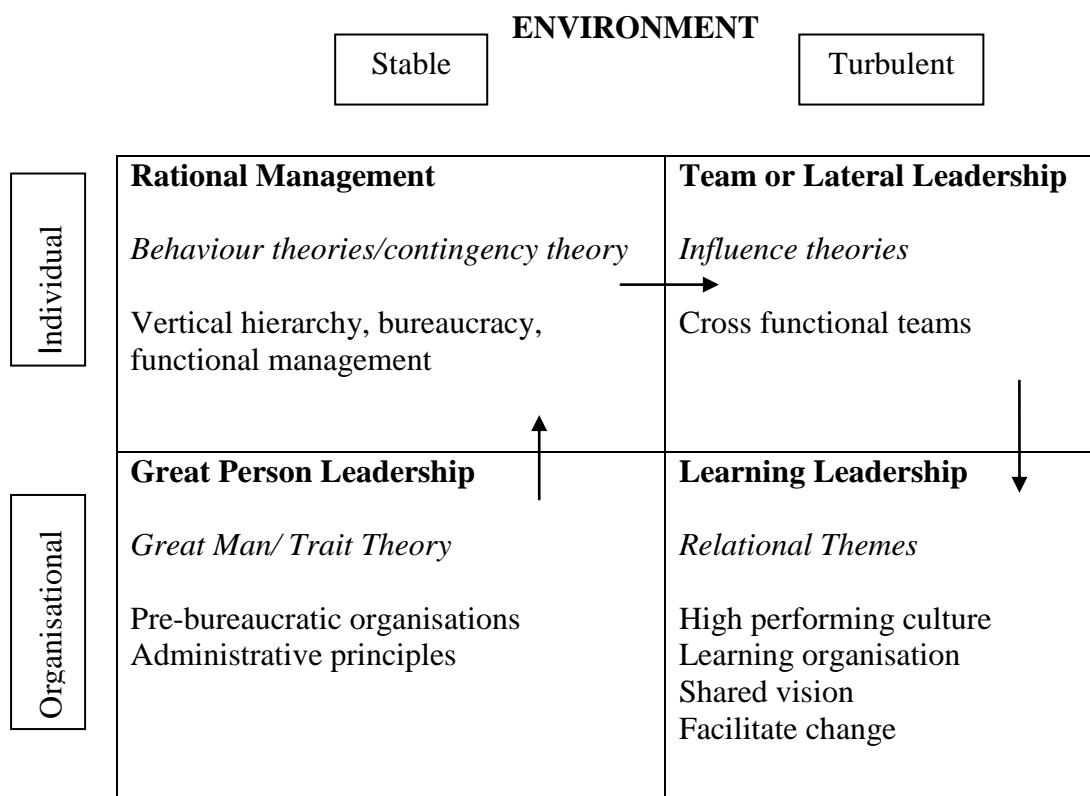 ENVIRONMENT
Stable
Turbulent
Individual
Rational Management
Behaviour theories/contingency theory
Vertical hierarchy, bureaucracy,
functional management
Team or Lateral Leadership
Influence theories
Cross functional teams
Organisational
Great Person Leadership
Great Man/ Trait Theory
Pre-bureaucratic organisations
Administrative principles
Learning Leadership
Relational Themes
High performing culture
Learning organisation
Shared vision
Facilitate change